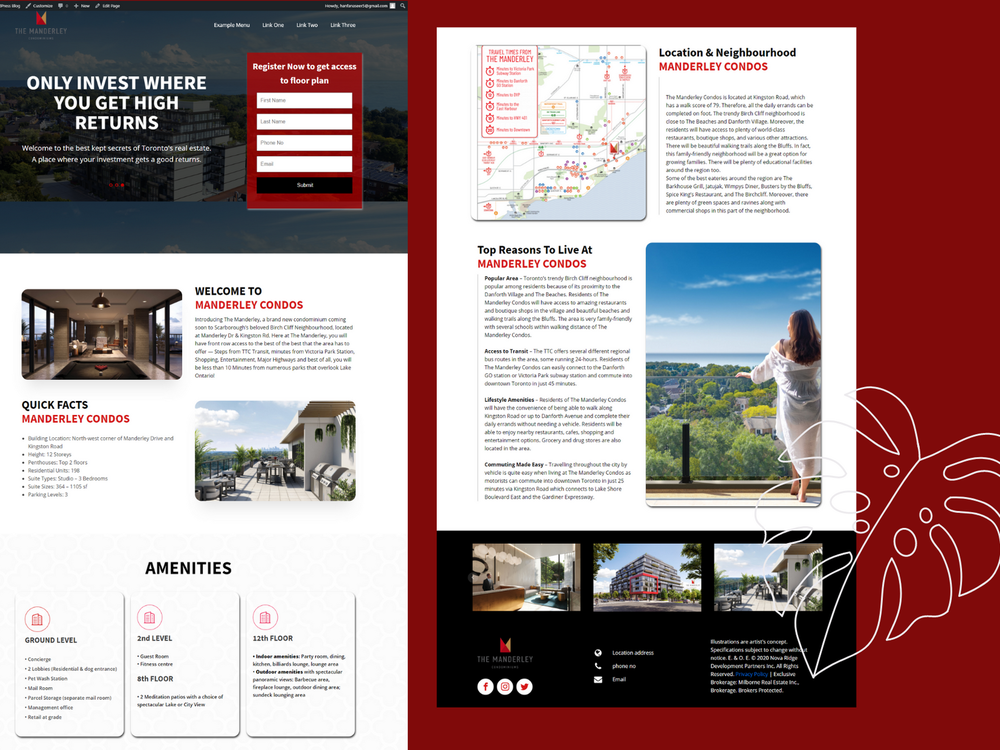 Press Blog Customize New Edit Page
Howdy, hanfanswer5@gmail.com
THE MANDERLEY
CONDOMINIUMS
Example Menu Link One Link Two Link Three
ONLY INVEST WHERE
YOU GET HIGH
RETURNS
Welcome to the best kept secrets of Toronto's real estate.
A place where your investment gets a good returns.
Register Now to get access
to floor plan
First Name
Last Name
Phone No
Email
Submit
WELCOME TO
MANDERLEY CONDOS
Introducing The Manderley, a brand new condominium coming
soon to Scarborough's beloved Birch Cliff Neighbourhood, located
at Manderley Dr & Kingston Rd. Here at The Manderley, you will
have front row access to the best of the best that the area has to
offer — Steps from TTC Transit, minutes from Victoria Park Station,
Shopping, Entertainment, Major Highways and best of all, you will
be less than 10 Minutes from numerous parks that overlook Lake
Ontario!
QUICK FACTS
MANDERLEY CONDOS
• Building Location: North-west corner of Manderley Drive and
Kingston Road
• Height: 12 Storeys
• Penthouses: Top 2 floors
• Residential Units: 198
• Suite Types: Studio – 3 Bedrooms
• Suite Sizes: 364 – 1105 sf
• Parking Levels: 3
AMENITIES
GROUND LEVEL
• Concierge
• 2 Lobbies (Residential & dog entrance)
• Pet Wash Station
• Mail Room
• Parcel Storage (separate mail room)
• Management office
• Retail at grade
2nd LEVEL
• Guest Room
• Fitness centre
8th FLOOR
• 2 Meditation patios with a choice of
spectacular Lake or City View
12th FLOOR
• Indoor amenities: Party room, dining,
kitchen, billiards lounge, lounge area
• Outdoor amenities with spectacular
panoramic views: Barbecue area,
fireplace lounge, outdoor dining area;
sundeck lounging area
TRAVEL TIMES FROM
THE MANDERLEY
Minutes to Victoria Park
Subway Station
Minutes to Danforth
GO Station
Minutes to DVP
Minutes to the
East Harbour
Minutes to HWY 401
Minutes to Downtown
Location & Neighbourhood
MANDERLEY CONDOS
The Manderley Condos is located at Kingston Road, which
has a walk score of 79. Therefore, all the daily errands can be
completed on foot. The trendy Birch Cliff neighborhood is
close to The Beaches and Danforth Village. Moreover, the
residents will have access to plenty of world-class
restaurants, boutique shops, and various other attractions.
There will be beautiful walking trails along the Bluffs. In fact,
this family-friendly neighborhood will be a great option for
growing families. There will be plenty of educational facilities
around the region too.
Some of the best eateries around the region are The
Barkhouse Grill, Jatujak, Wimpys Diner, Busters by the Bluffs,
Spice King's Restaurant, and The Birchcliff. Moreover, there
are plenty of green spaces and ravines along with
commercial shops in this part of the neighborhood.
Top Reasons To Live At
MANDERLEY CONDOS
Popular Area – Toronto's trendy Birch Cliff neighbourhood is
popular among residents because of its proximity to the
Danforth Village and The Beaches. Residents of The
Manderley Condos will have access to amazing restaurants
and boutique shops in the village and beautiful beaches and
walking trails along the Bluffs. The area is very family-friendly
with several schools within walking distance of The
Manderley Condos.
Access to Transit – The TTC offers several different regional
bus routes in the area, some running 24-hours. Residents of
The Manderley Condos can easily connect to the Danforth
GO station or Victoria Park subway station and commute into
downtown Toronto in just 45 minutes.
Lifestyle Amenities – Residents of The Manderley Condos
will have the convenience of being able to walk along
Kingston Road or up to Danforth Avenue and complete their
daily errands without needing a vehicle. Residents will be
able to enjoy nearby restaurants, cafes, shopping and
entertainment options. Grocery and drug stores are also
located in the area.
Commuting Made Easy – Travelling throughout the city by
vehicle is quite easy when living at The Manderley Condos as
motorists can commute into downtown Toronto in just 25
minutes via Kingston Road which connects to Lake Shore
Boulevard East and the Gardiner Expressway.
THE MANDERLEY
CONDOMINIUMS
Location address
phone no
Email
Illustrations are artist's concept.
Specifications subject to change without
notice. E. & O. E. © 2020 Nova Ridge
Development Partners Inc. All Rights
Reserved. Privacy Policy | Exclusive
Brokerage: Milborne Real Estate Inc.,
Brokerage. Brokers Protected.